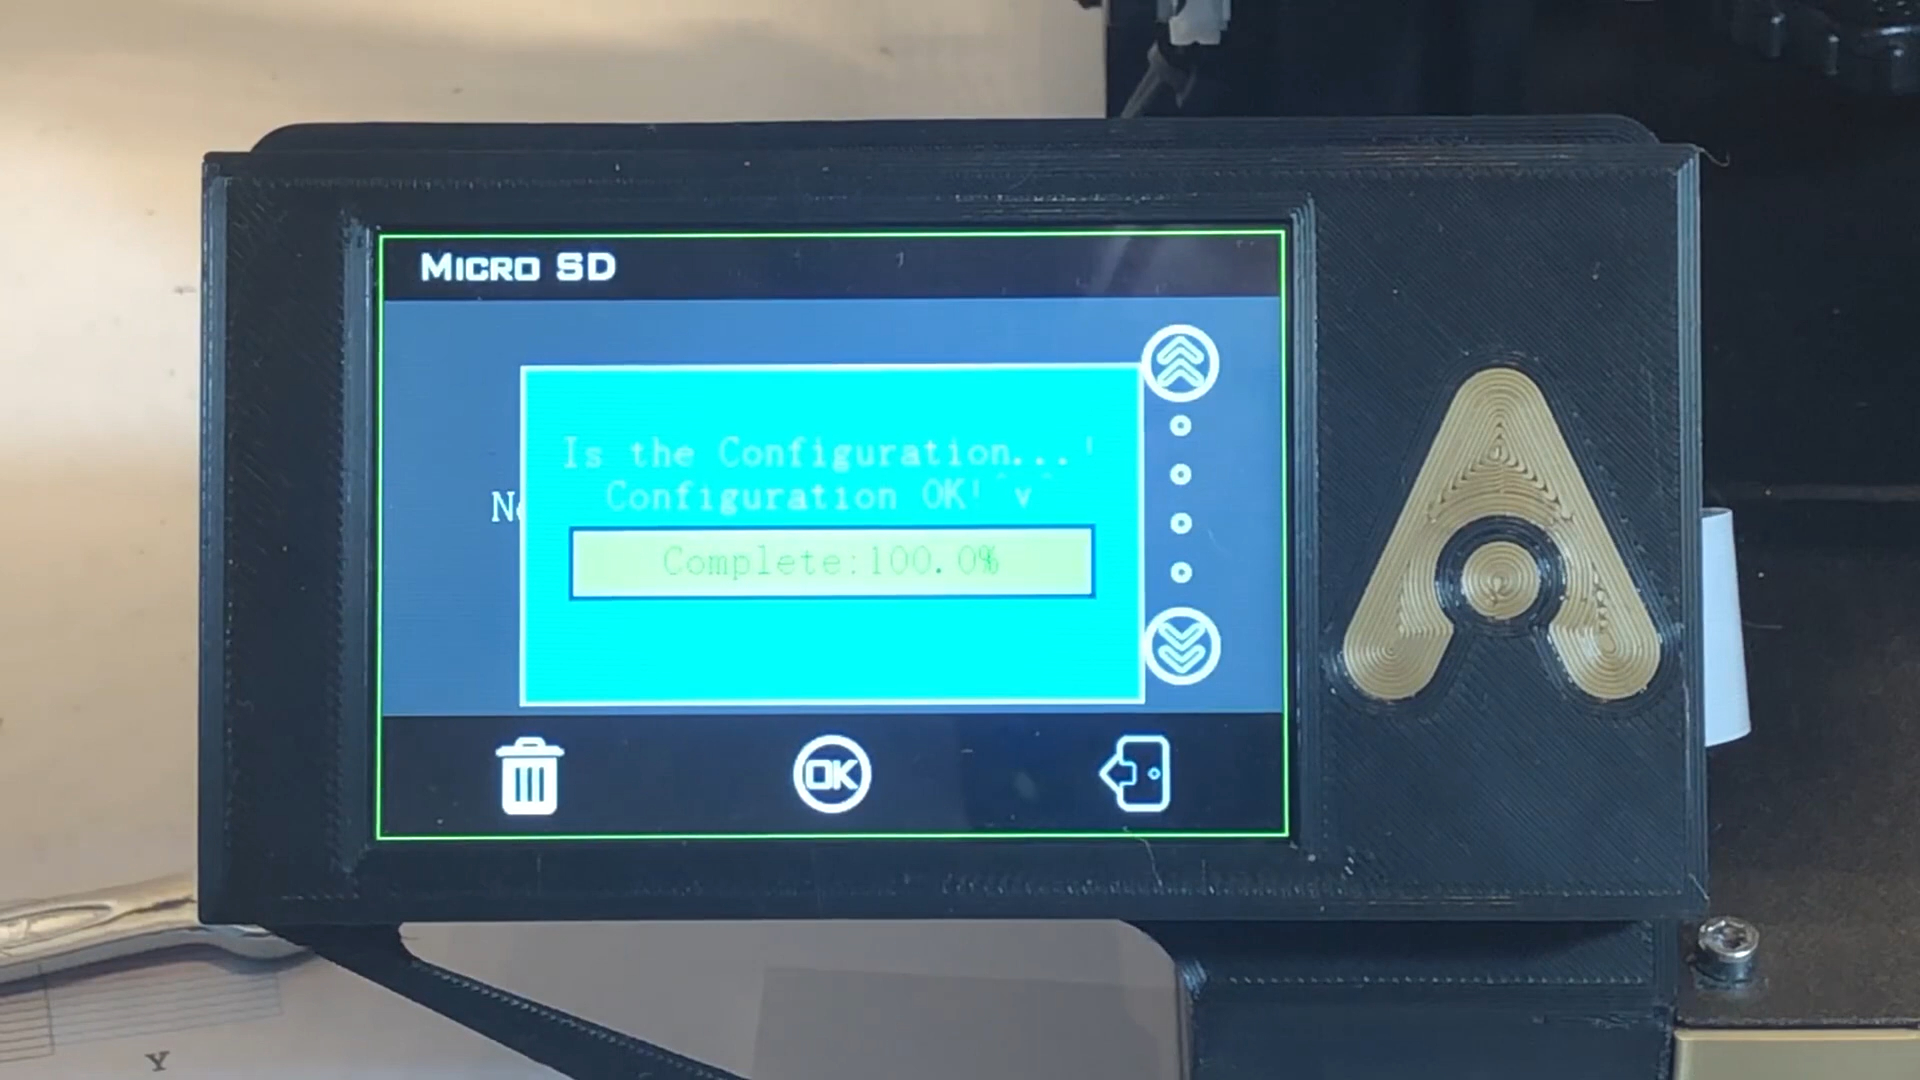 MICRO SD
Is the Configuration...!
Configuration OK!^v^
Complete:100.0%
OK
Y